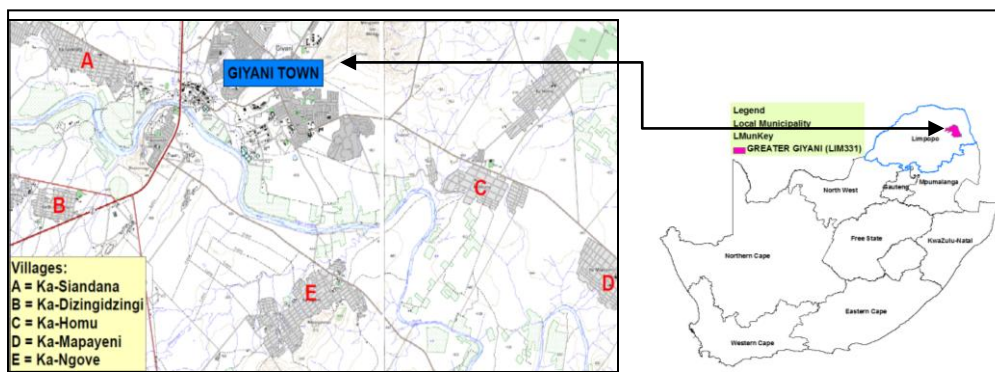 A
Giyani
GIYANI TOWN
B
C
D
E
Villages:
A = Ka-Siandana
B = Ka-Dizingidzingi
C = Ka-Homu
D = Ka-Mapayeni
E = Ka-Ngove
Legend
Local Municipality
LMunKey
GREATER GIYANI (LIM331)
Limpopo
North West
Gauteng
Mpumalanga
Free State
KwaZulu-Natal
Northern Cape
Eastern Cape
Western Cape